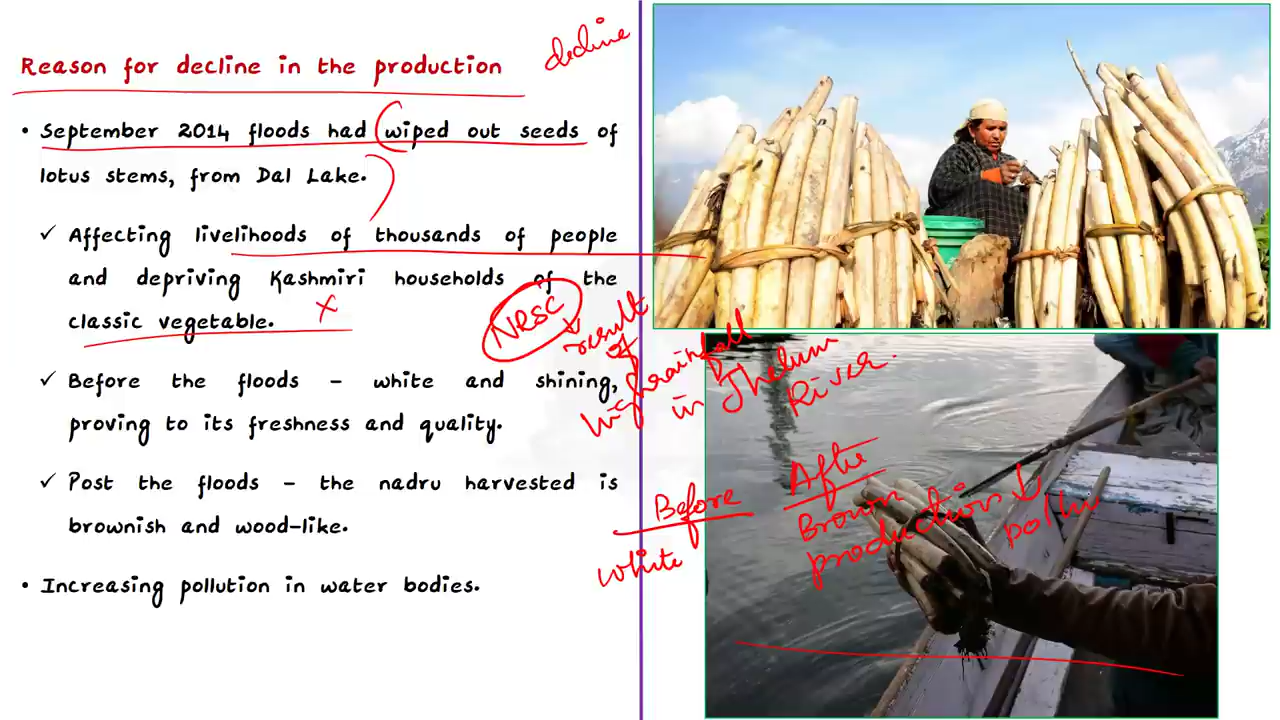 Reason for decline in the production
decline
• September 2014 floods had wiped out seeds of
lotus stems, from Dal Lake.
✓ Affecting livelihoods of thousands of people
and depriving Kashmiri households of the
classic vegetable.
NRSC
result
of
high rainfall
in Jhelum
River.
✓ Before the floods – white and shining,
proving to its freshness and quality.
✓ Post the floods – the nadru harvested is
brownish and wood-like.
• Increasing pollution in water bodies.
Before
white
After
Brown
production ↓